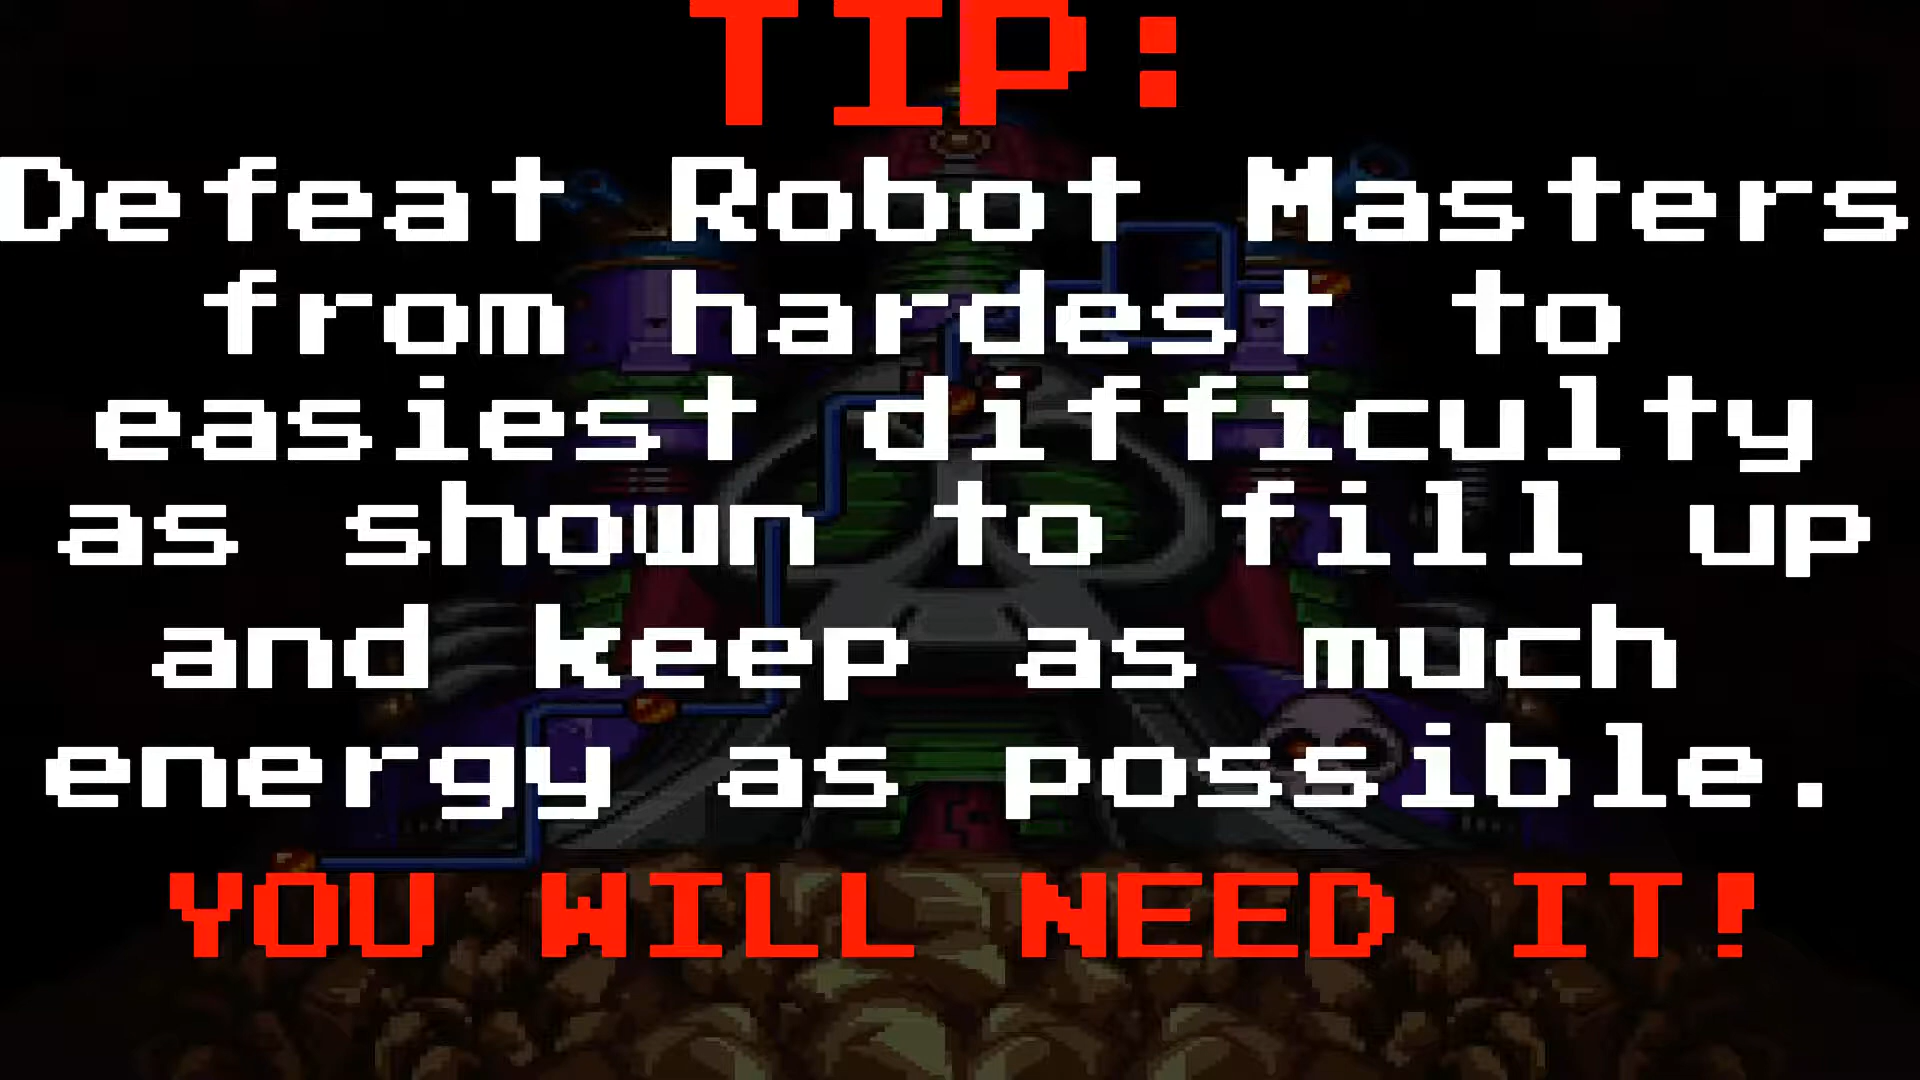 TIP:
Defeat Robot Masters
from hardest to
easiest difficulty
as shown to fill up
and keep as much
energy as possible.
YOU WILL NEED IT!